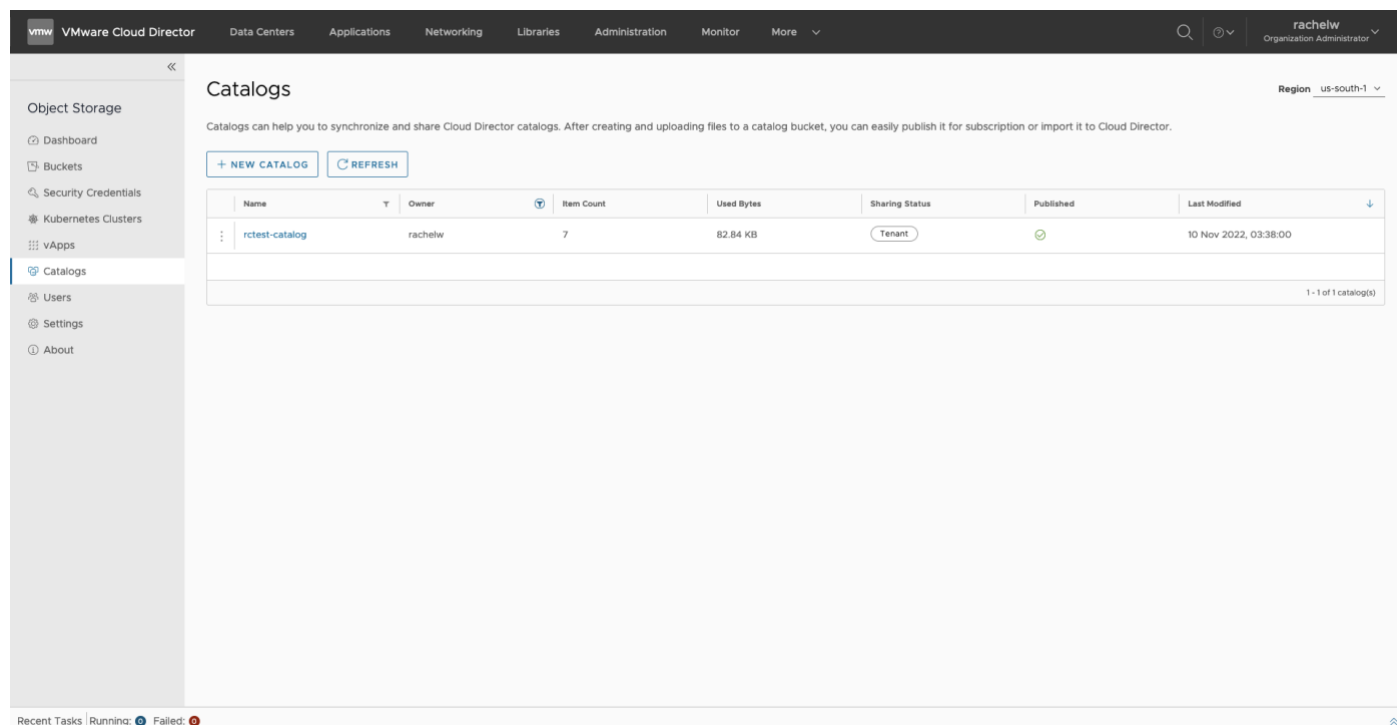 vmw VMware Cloud Director Data Centers Applications Networking Libraries Administration Monitor More rachelw
Organization Administrator
Object Storage
Dashboard
Buckets
Security Credentials
Kubernetes Clusters
vApps
Catalogs
Users
Settings
About
Catalogs
Region us-south-1
Catalogs can help you to synchronize and share Cloud Director catalogs. After creating and uploading files to a catalog bucket, you can easily publish it for subscription or import it to Cloud Director.
+ NEW CATALOG REFRESH
Name Owner Item Count Used Bytes Sharing Status Published Last Modified
rctest-catalog rachelw 7 82.84 KB Tenant 10 Nov 2022, 03:38:00
1 - 1 of 1 catalog(s)
Recent Tasks Running: 0 Failed: 0